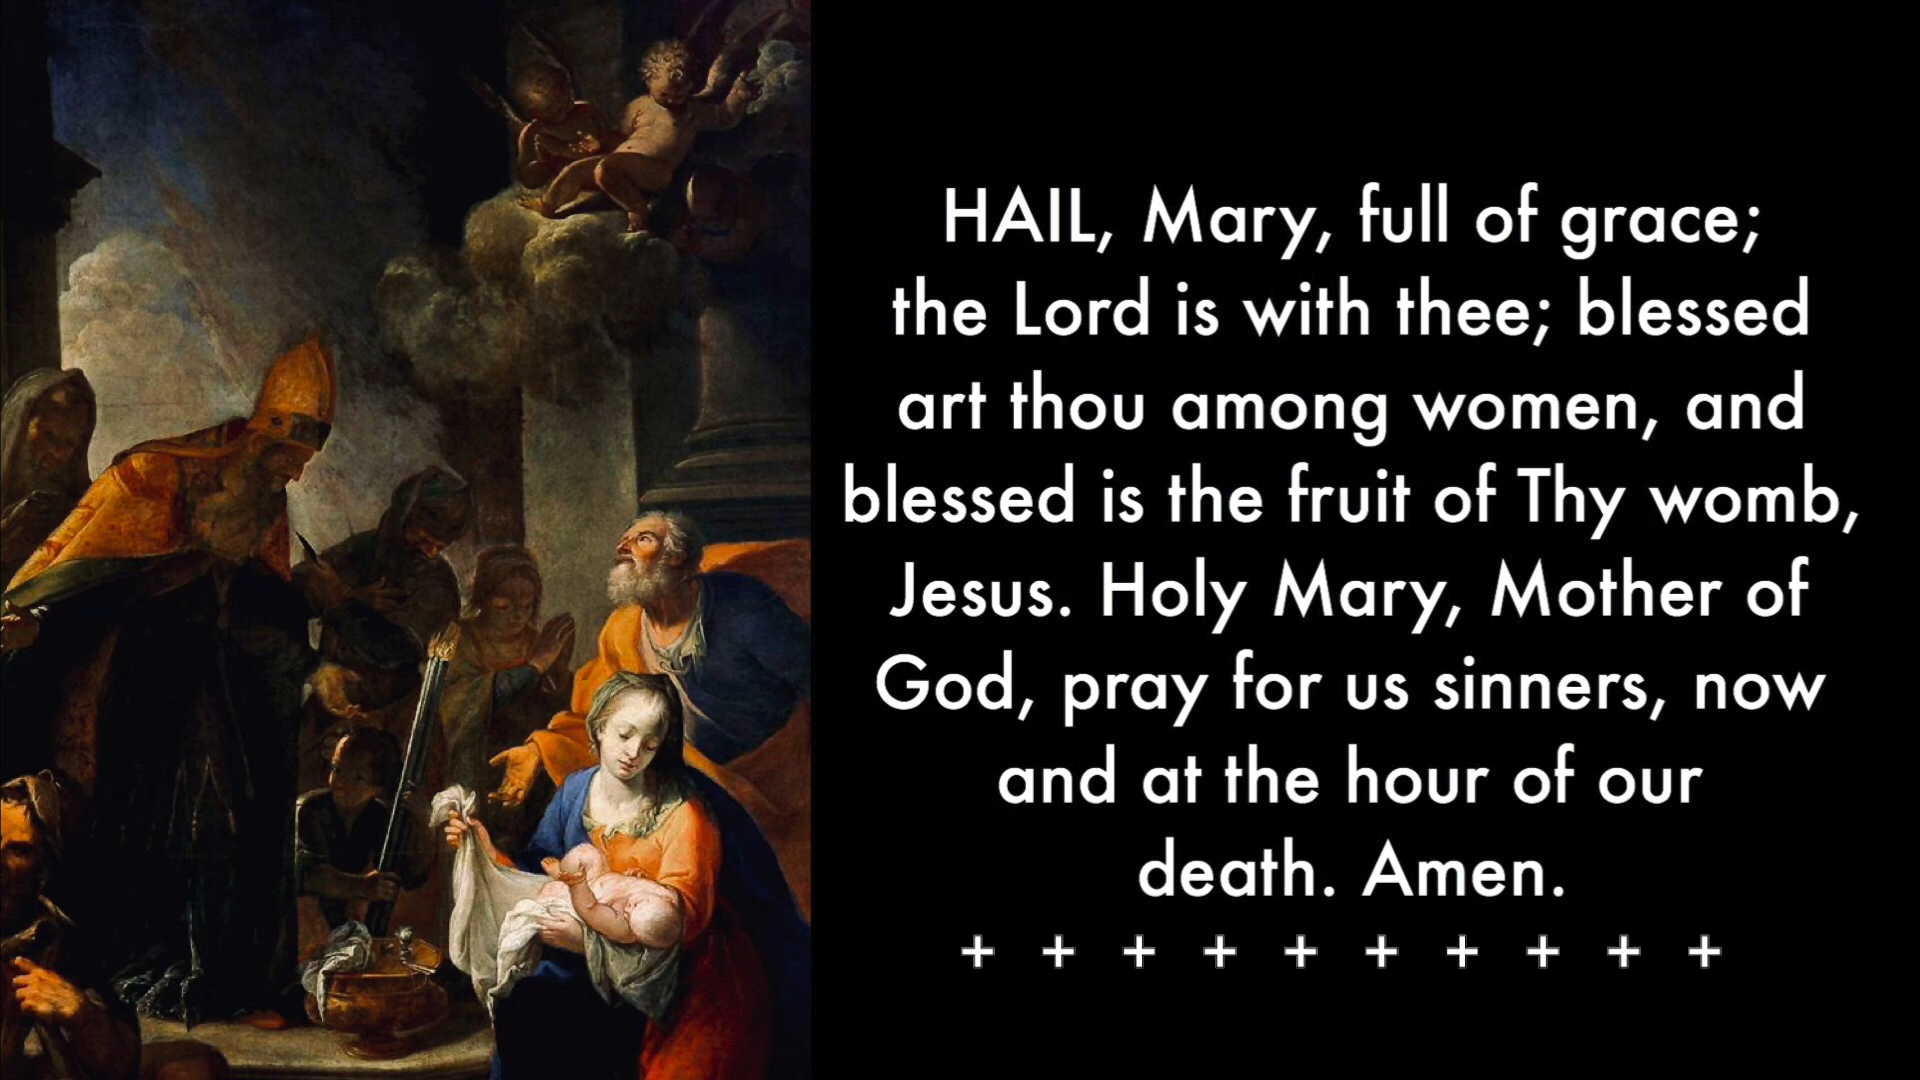 HAIL, Mary, full of grace;
the Lord is with thee; blessed
art thou among women, and
blessed is the fruit of Thy womb,
Jesus. Holy Mary, Mother of
God, pray for us sinners, now
and at the hour of our
death. Amen.
+ + + + + + + + + +